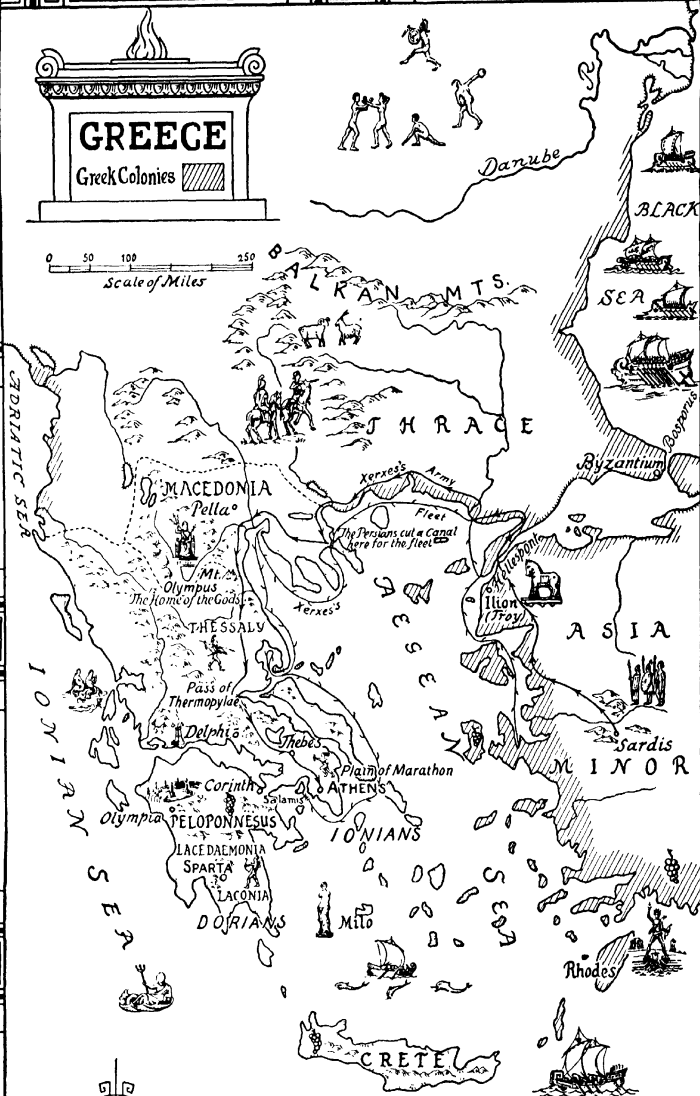 GREECE
Greek Colonies
0 50 100 250
Scale of Miles
Danube
BLACK
SEA
BALKAN MTS.
ADRIATIC SEA
THRACE
Bosporus
Byzantium
Xerxes's Army
Fleet
MACEDONIA
Pella
The Persians cut a Canal
here for the fleet
Hellespont
Mt.
Olympus
The Home of the Gods
Xerxes's
Ilion
(Troy)
ASIA
MINOR
THESSALY
AEGEAN
SEA
IONIAN
SEA
Pass of
Thermopylae
Delphi
Thebes
Sardis
Plain of Marathon
Corinth
ATHENS
Salamis
Olympia
PELOPONNESUS
IONIANS
LACEDAEMONIA
SPARTA
LACONIA
DORIANS
Milo
Rhodes
CRETE